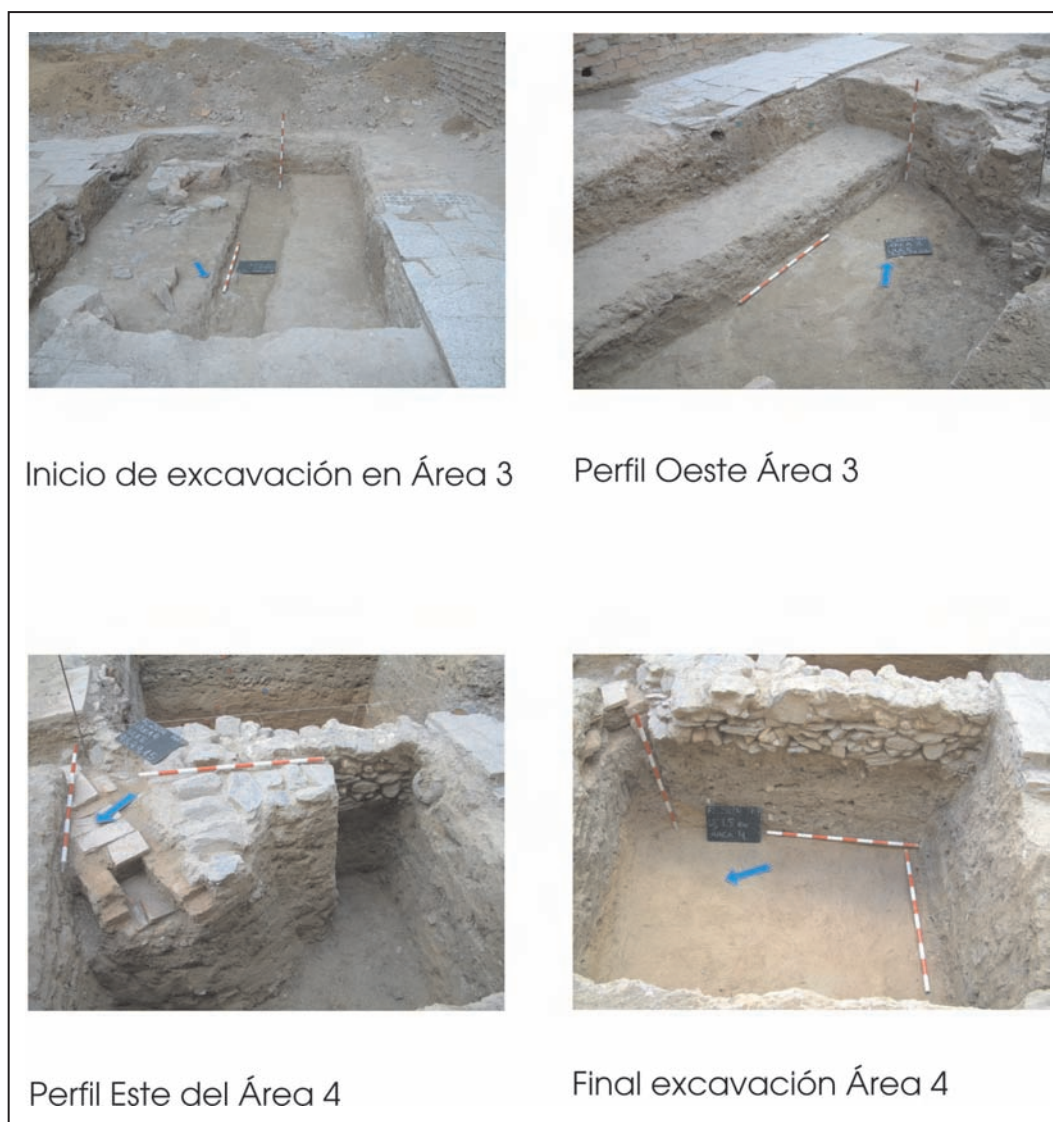 Inicio de excavación en Área 3
Perfil Oeste Área 3
Perfil Este del Área 4
Final excavación Área 4